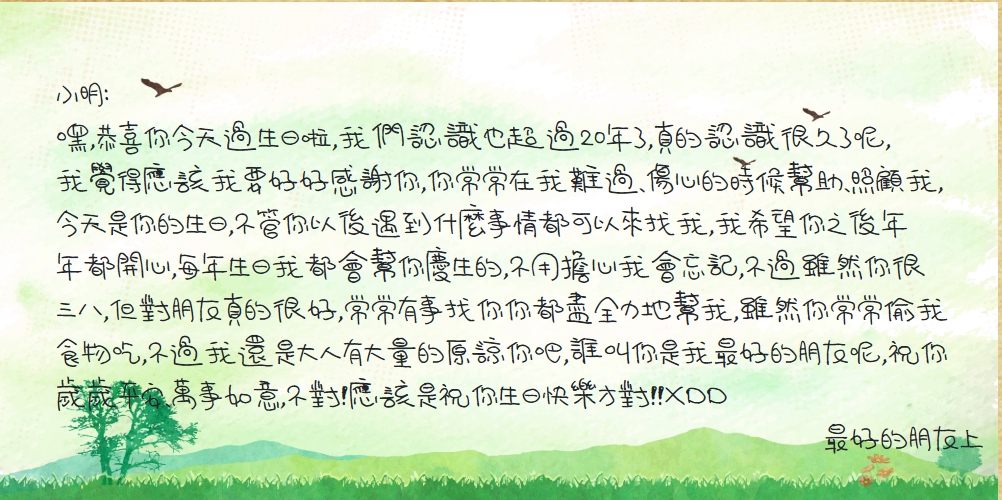 小明:
嘿,恭喜你今天過生日啦,我們認識也超過20年了,真的認識很久了呢,
我覺得應該我要好好感謝你,你常常在我難過、傷心的時候幫助、照顧我,
今天是你的生日,不管你以後遇到什麼事情都可以來找我,我希望你之後年
年都開心,每年生日我都會幫你慶生的,不用擔心我會忘記,不過雖然你很
三八,但對朋友真的很好,常常有事找你你都盡全力地幫我,雖然你常常偷我
食物吃,不過我還是大人有大量的原諒你吧,誰叫你是我最好的朋友呢,祝你
歲歲年年、萬事如意,不對!應該是祝你生日快樂才對!!XDD
最好的朋友上